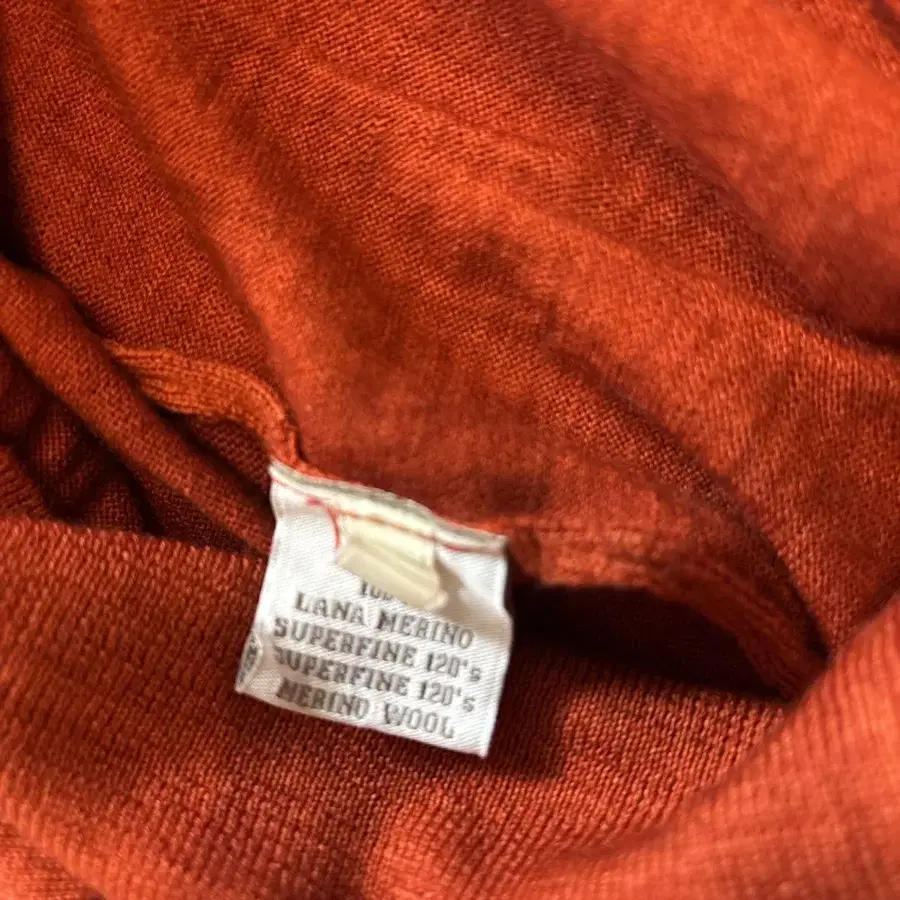 LANA MERINO
SUPERFINE 120's
SUPERFINE 120's
MERINO WOOL